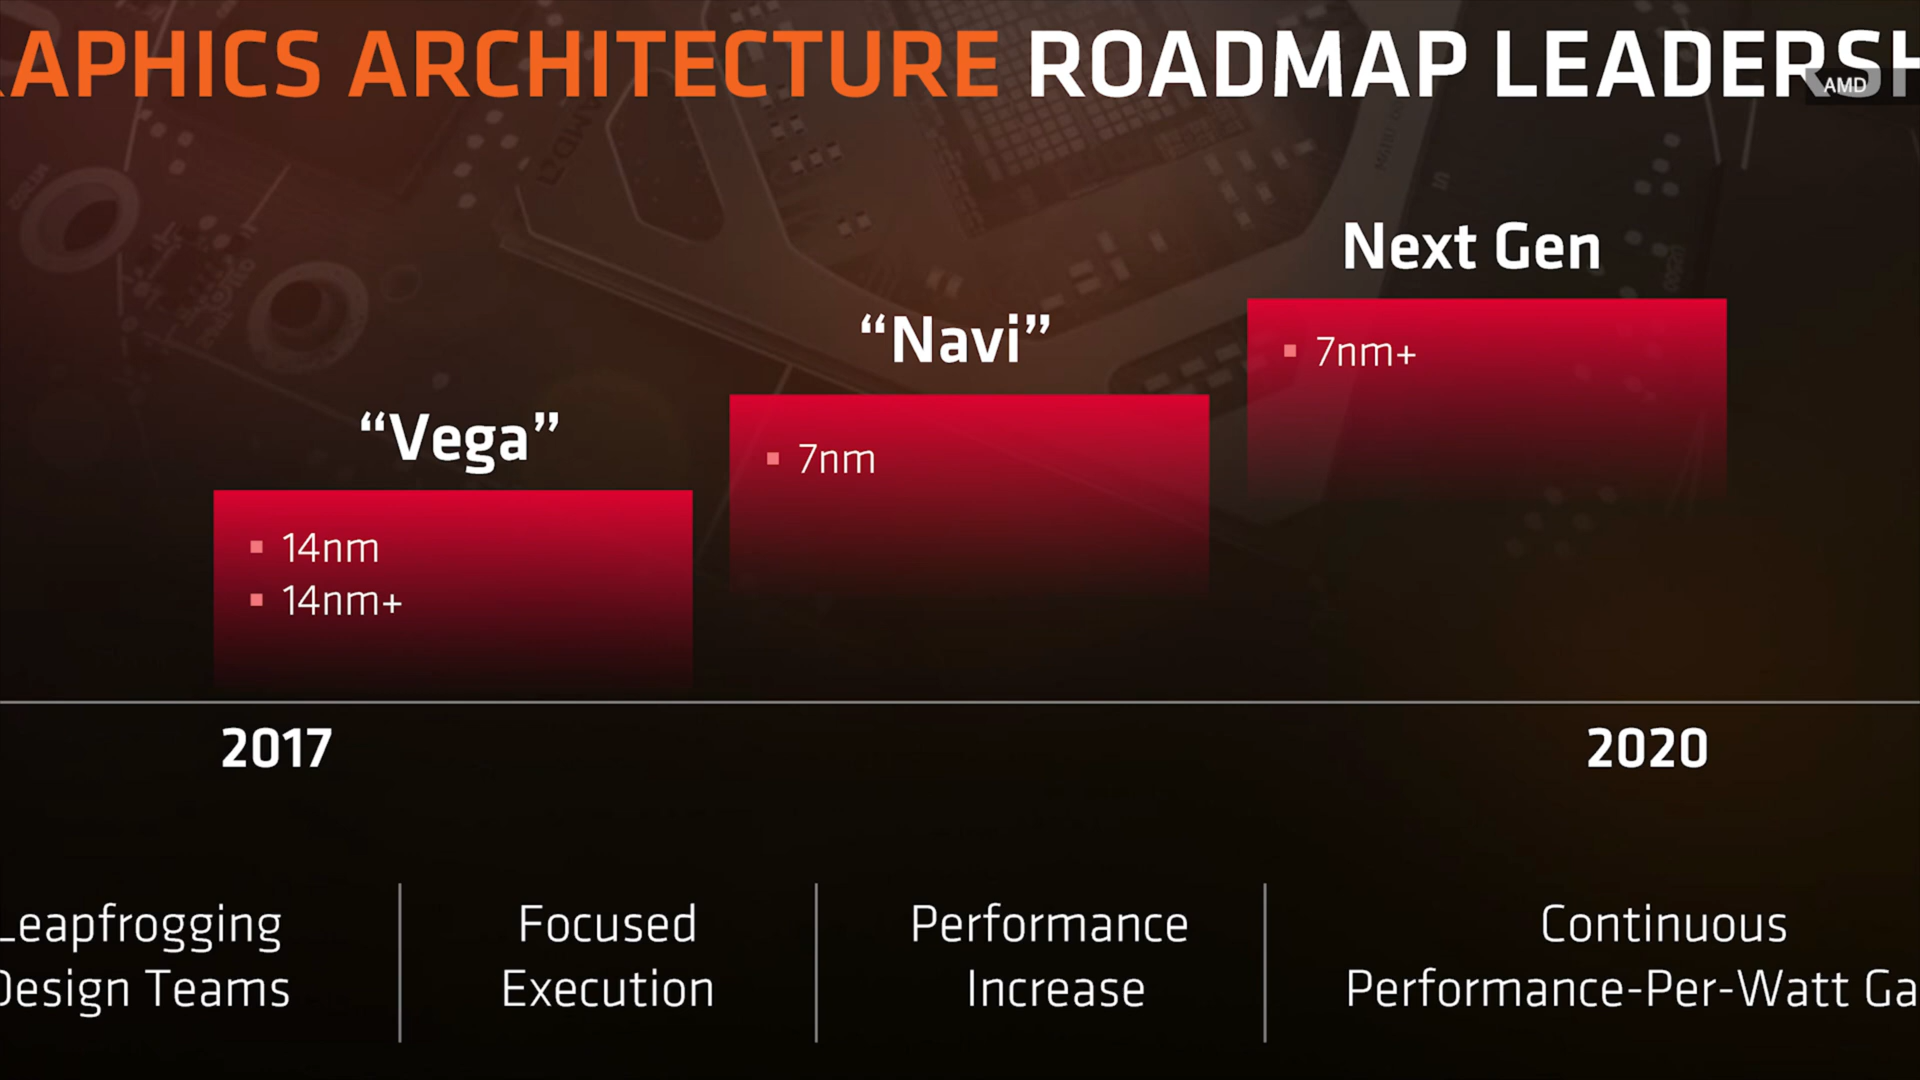 APHICS ARCHITECTURE ROADMAP LEADERSH
AMD
Next Gen
7nm+
“Navi”
7nm
“Vega”
14nm
14nm+
2017
2020
Leapfrogging
Design Teams
Focused
Execution
Performance
Increase
Continuous
Performance-Per-Watt Ga